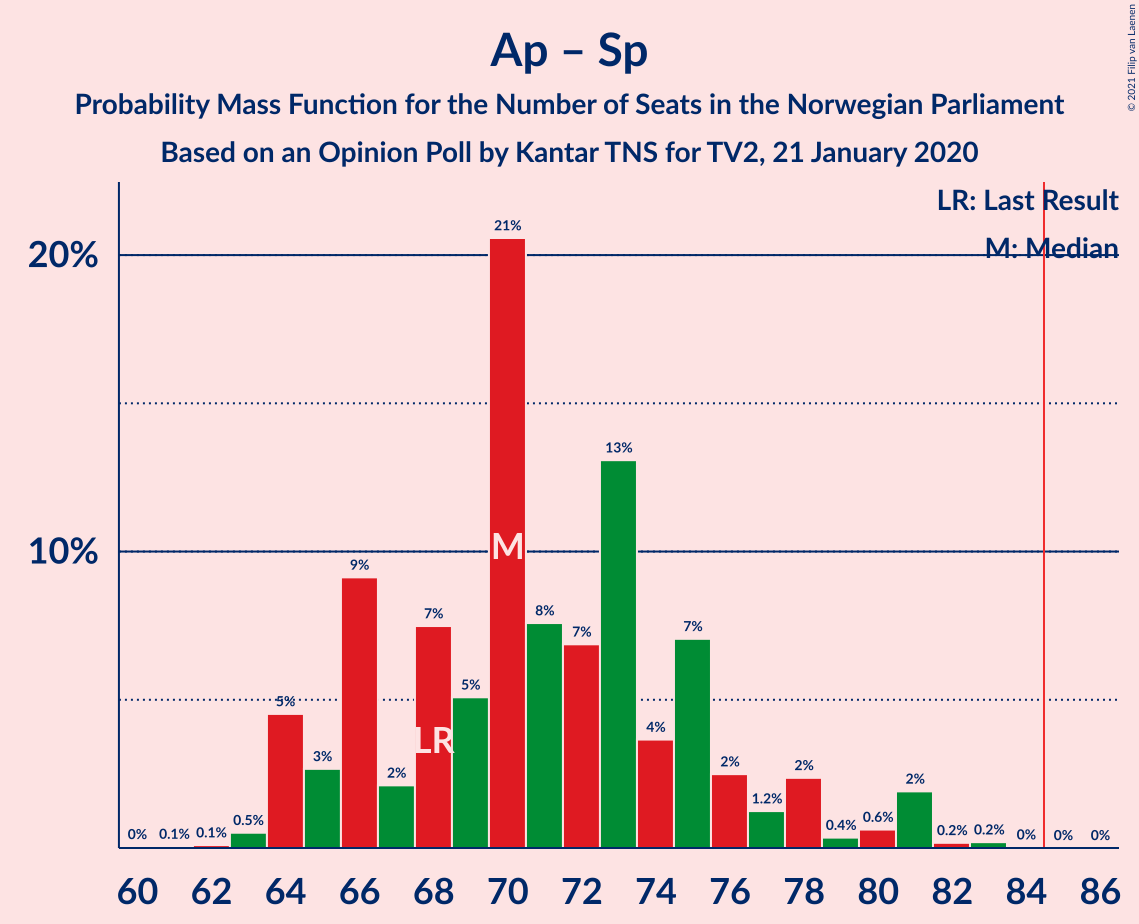 Ap – Sp
Probability Mass Function for the Number of Seats in the Norwegian Parliament
Based on an Opinion Poll by Kantar TNS for TV2, 21 January 2020
© 2021 Filip van Laenen
LR: Last Result
M: Median
20%
10%
0% 0.1% 0.1% 0.5% 5% 3% 9% 2% 7% 5% 21% 8% 7% 13% 4% 7% 2% 1.2% 2% 0.4% 0.6% 2% 0.2% 0.2% 0% 0% 0%
M
LR
60 62 64 66 68 70 72 74 76 78 80 82 84 86